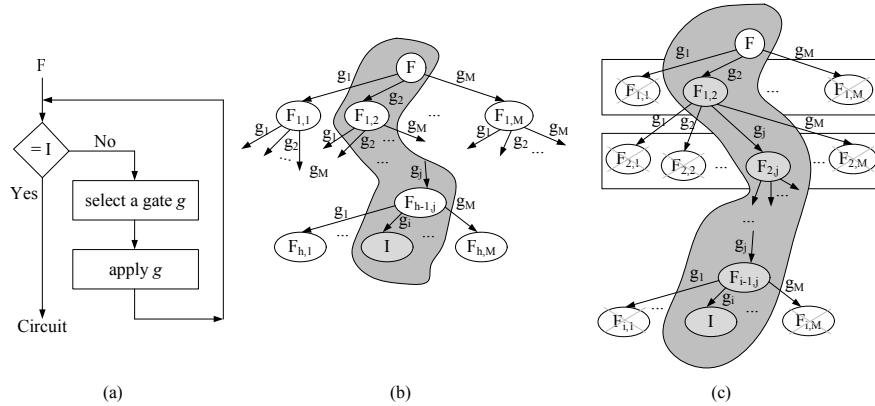 F
= I
No
Yes
select a gate g
apply g
Circuit
(a)
F
g1
g2
gM
F1,1
F1,2
...
F1,M
g1
g2
...
gM
g1
g2
...
gM
g1
g2
...
gM
gj
Fh-1,j
g1
gi
gM
Fh,1
...
I
...
Fh,M
(b)
F
g1
g2
gM
F1,1
F1,2
...
F1,M
g1
g2
gj
gM
F2,1
F2,2
...
F2,j
...
F2,M
...
...
gj
Fi-1,j
g1
gi
gM
Fi,1
...
I
...
Fi,M
(c)